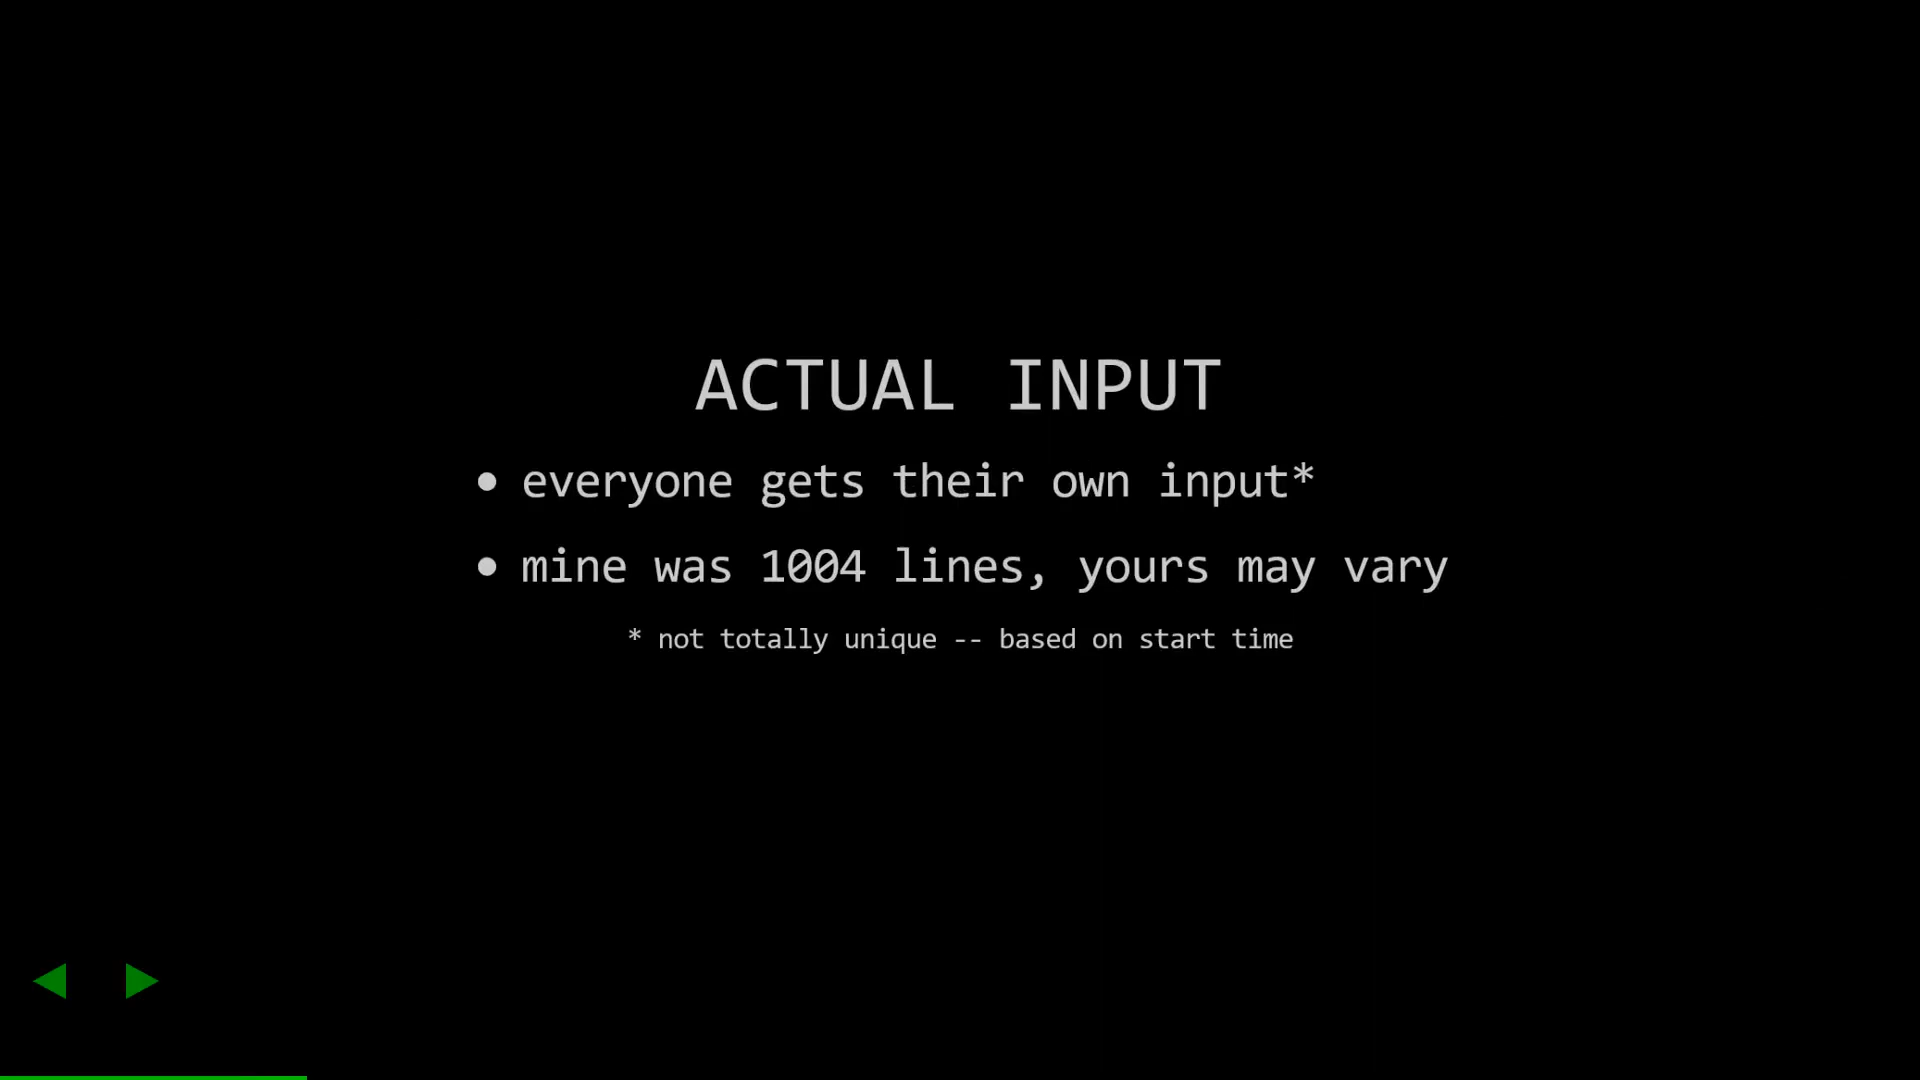 ACTUAL INPUT
• everyone gets their own input*
• mine was 1004 lines, yours may vary
* not totally unique -- based on start time